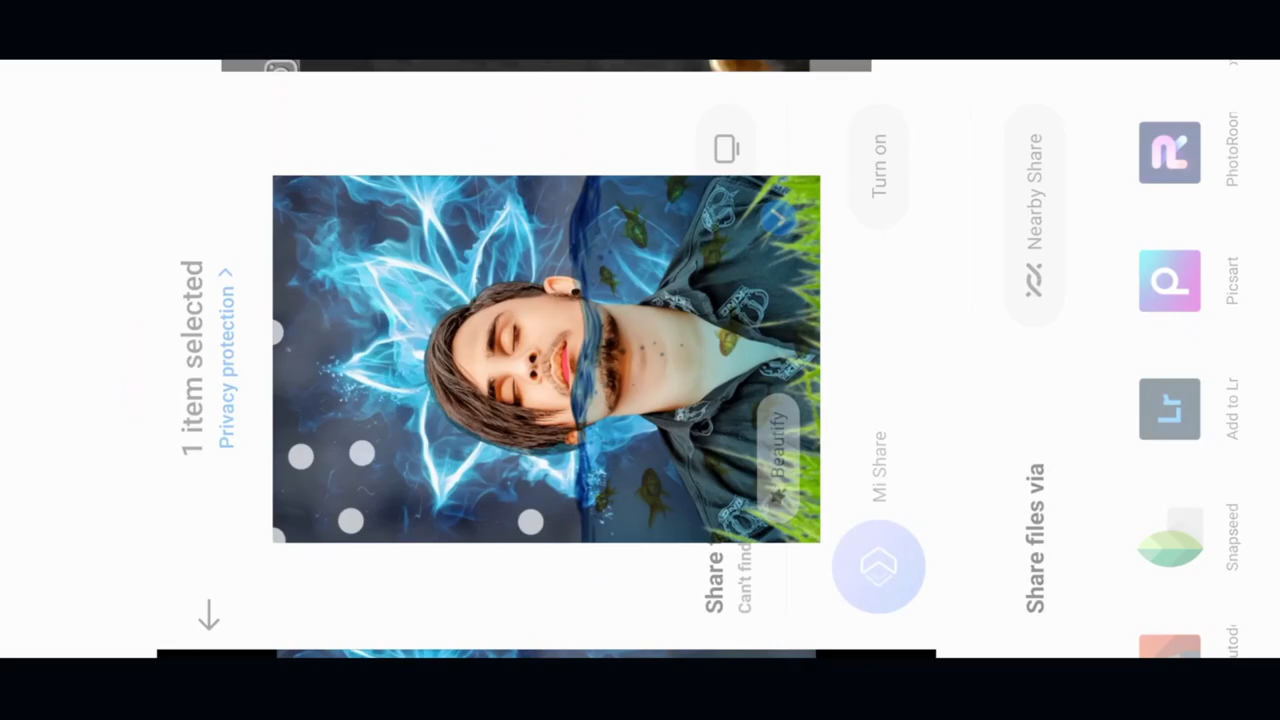 1 item selected
Privacy protection >
Beautify
Share
Can't find
Mi Share
Turn on
Share files via
Nearby Share
Snapseed
Lr
Add to Lr
Picsart
PhotoRoom